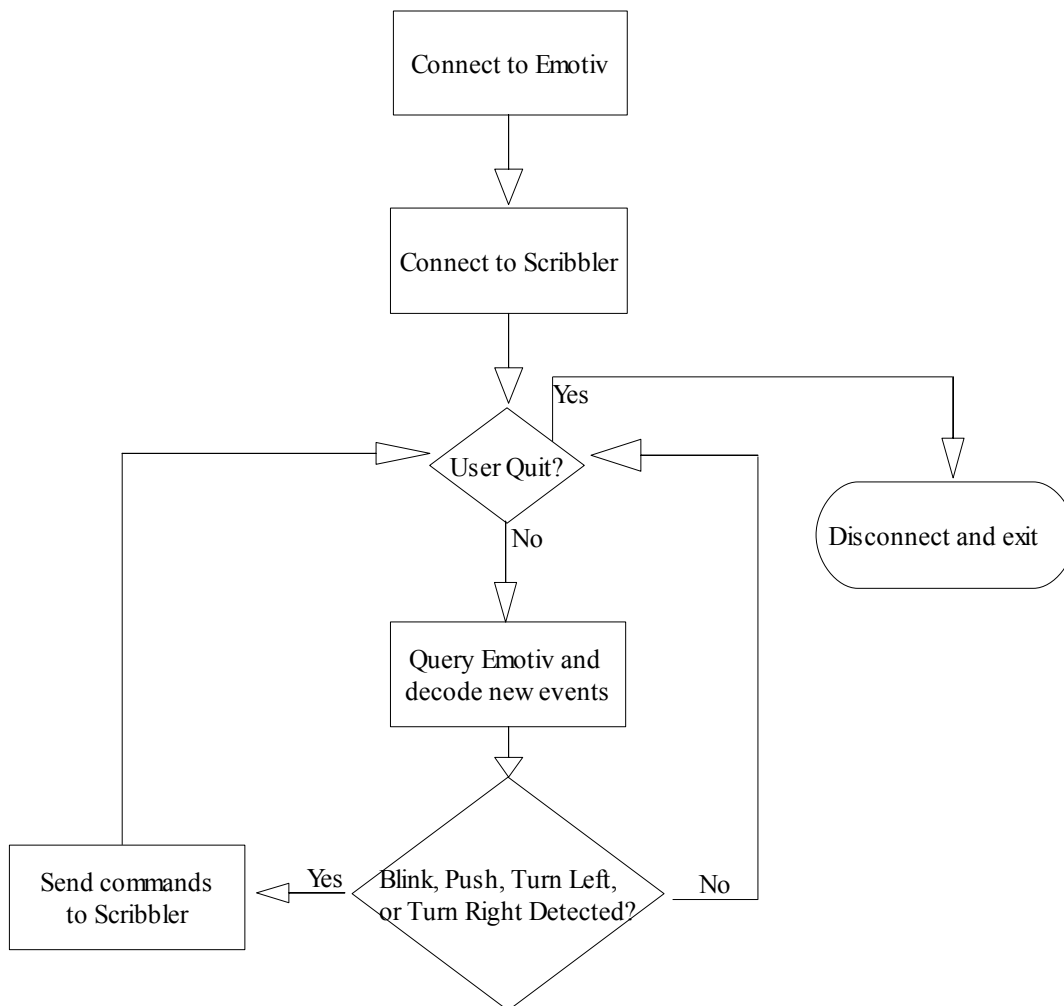 Connect to Emotiv
Connect to Scribbler
Yes
User Quit?
No
Disconnect and exit
Query Emotiv and
decode new events
Blink, Push, Turn Left,
or Turn Right Detected?
Yes
No
Send commands
to Scribbler